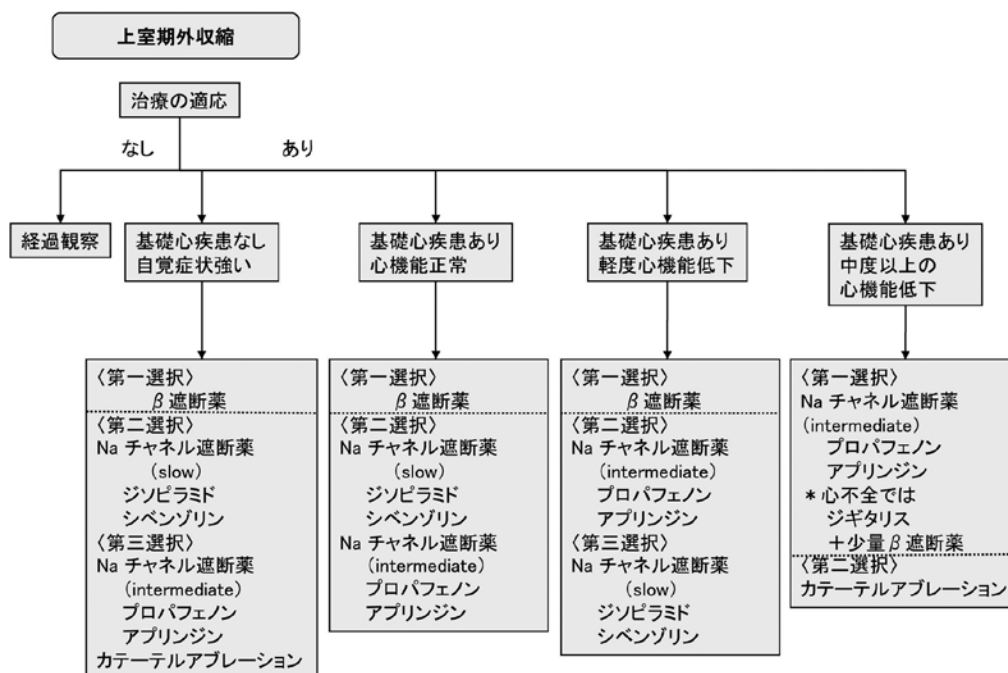 上室期外収縮
治療の適応
なし
あり
経過観察
基礎心疾患なし
自覚症状強い
基礎心疾患あり
心機能正常
基礎心疾患あり
軽度心機能低下
基礎心疾患あり
中度以上の
心機能低下
〈第一選択〉
β遮断薬
〈第二選択〉
Na チャネル遮断薬
(slow)
ジソピラミド
シベンゾリン
〈第三選択〉
Na チャネル遮断薬
(intermediate)
プロパフェノン
アプリンジン
カテーテルアブレーション
〈第一選択〉
β遮断薬
〈第二選択〉
Na チャネル遮断薬
(slow)
ジソピラミド
シベンゾリン
Na チャネル遮断薬
(intermediate)
プロパフェノン
アプリンジン
〈第一選択〉
β遮断薬
〈第二選択〉
Na チャネル遮断薬
(intermediate)
プロパフェノン
アプリンジン
〈第三選択〉
Na チャネル遮断薬
(slow)
ジソピラミド
シベンゾリン
〈第一選択〉
Na チャネル遮断薬
(intermediate)
プロパフェノン
アプリンジン
*心不全では
ジギタリス
+少量β遮断薬
〈第二選択〉
カテーテルアブレーション